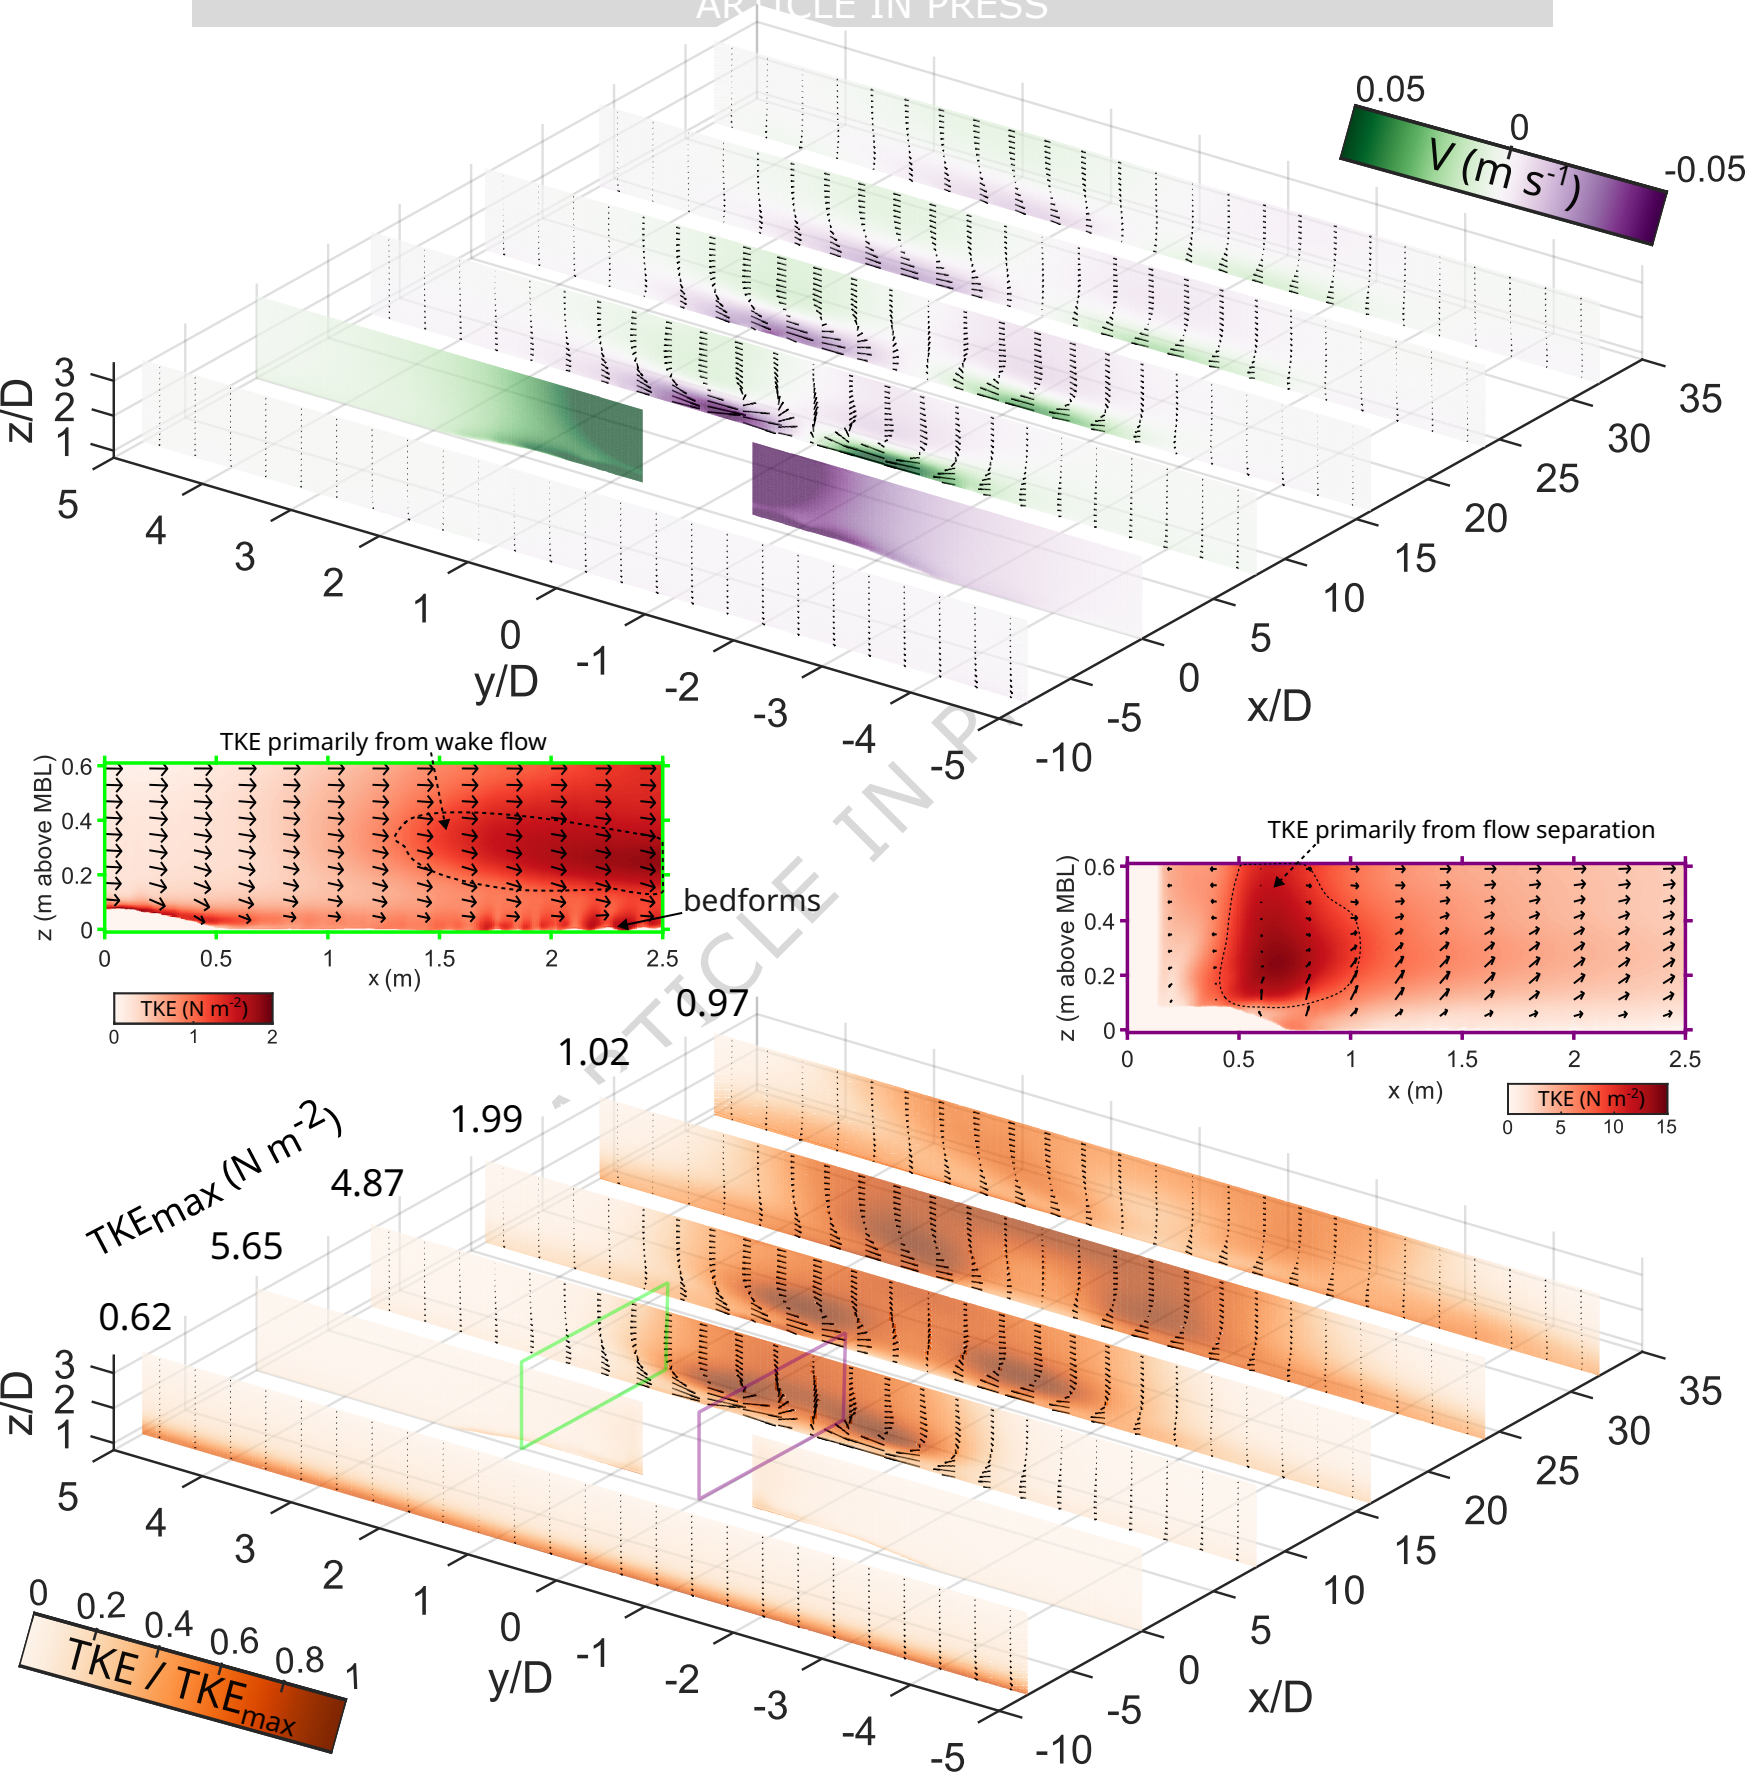 ARTICLE IN PRESS
0.05
0
-0.05
V (m s-1)
z/D
3
2
1
5
4
3
2
1
0
-1
-2
-3
-4
-5
y/D
-10
-5
0
5
10
15
20
25
30
35
x/D
TKE primarily from wake flow
z (m above MBL)
0.6
0.4
0.2
0
bedforms
0 0.5 1 1.5 2 2.5
x (m)
TKE (N m-2)
0 1 2
TKE primarily from flow separation
z (m above MBL)
0.6
0.4
0.2
0
0 0.5 1 1.5 2 2.5
x (m)
TKE (N m-2)
0 5 10 15
ARTICLE IN P
TKEmax (N m-2)
0.97
1.02
1.99
4.87
5.65
0.62
z/D
3
2
1
5
4
3
2
1
0
-1
-2
-3
-4
-5
y/D
-10
-5
0
5
10
15
20
25
30
35
x/D
0 0.2 0.4 0.6 0.8 1
TKE / TKEmax